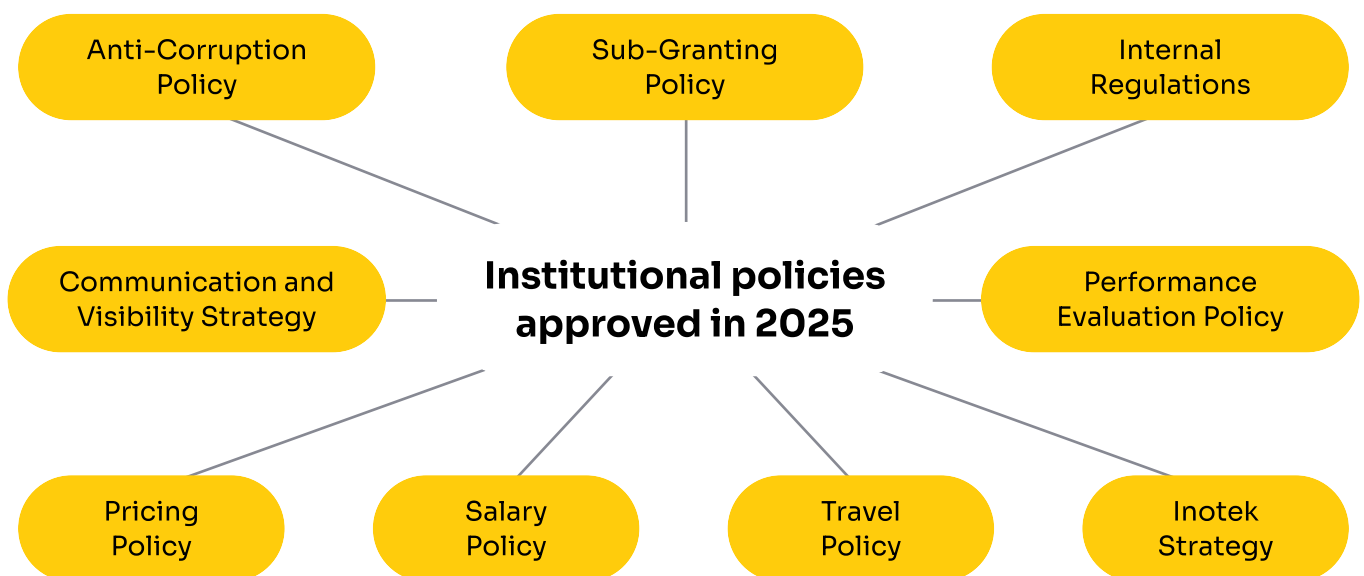 Anti-Corruption
Policy
Sub-Granting
Policy
Internal
Regulations
Communication and
Visibility Strategy
Institutional policies
approved in 2025
Performance
Evaluation Policy
Pricing
Policy
Salary
Policy
Travel
Policy
Inotek
Strategy